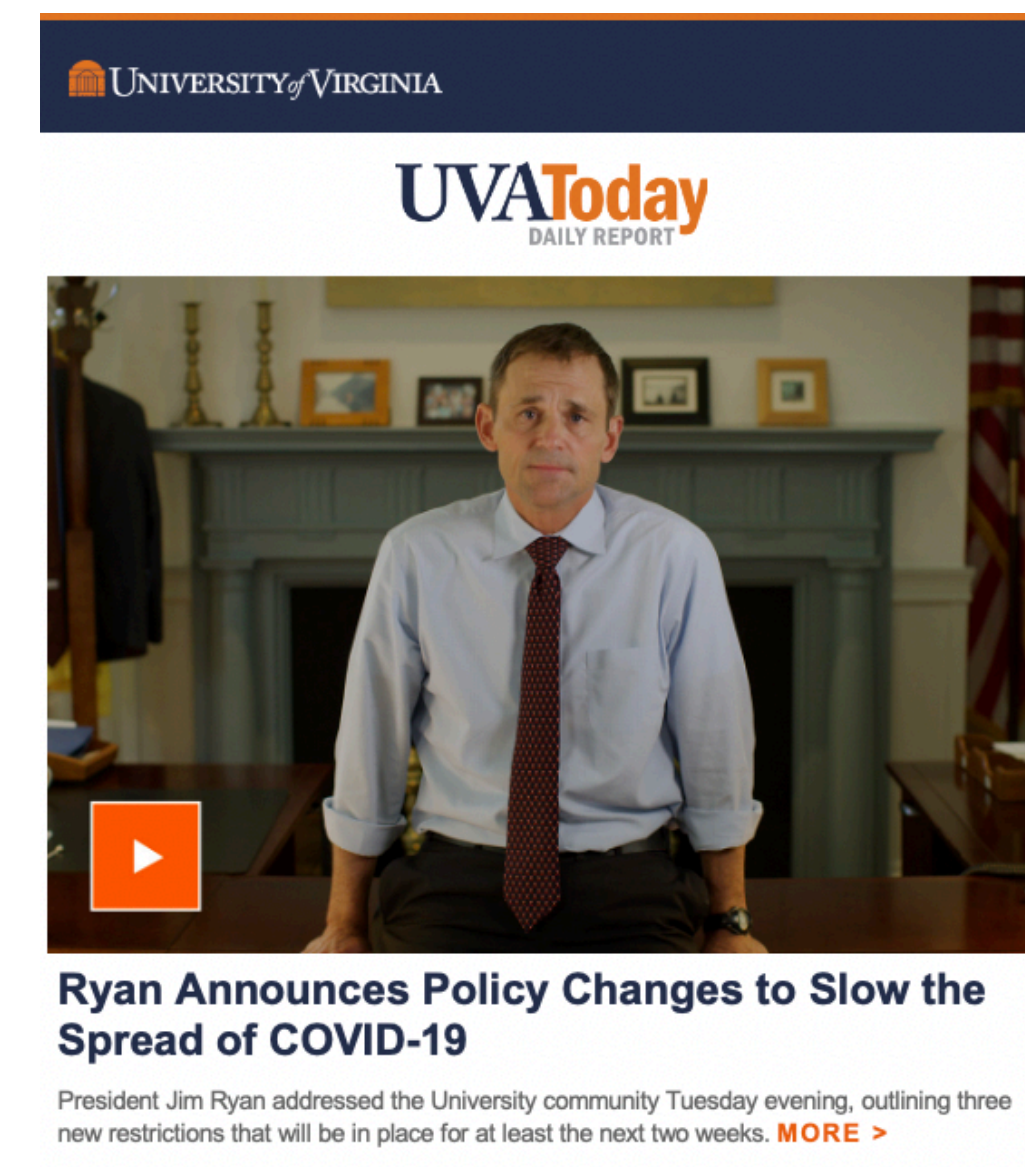 UNIVERSITY of VIRGINIA
UVAToday
DAILY REPORT
Ryan Announces Policy Changes to Slow the
Spread of COVID-19
President Jim Ryan addressed the University community Tuesday evening, outlining three
new restrictions that will be in place for at least the next two weeks. MORE >